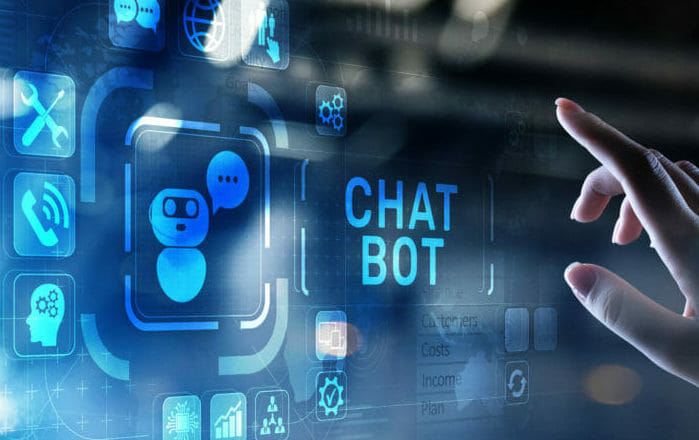 CHAT
BOT
Customers
Costs
Income
Plan